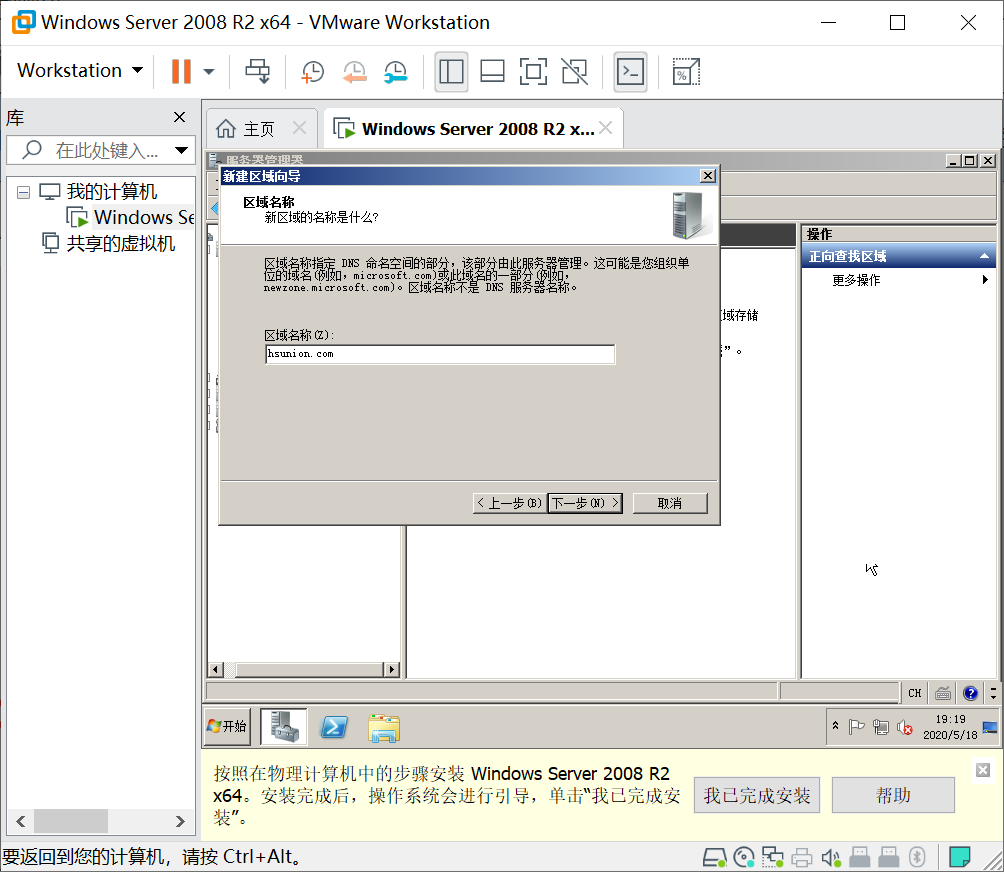 Windows Server 2008 R2 x64 - VMware Workstation
Workstation
库
主页
Windows Server 2008 R2 x...
在此处键入...
我的计算机
Windows Se
共享的虚拟机
服务器管理器
新建区域向导
区域名称
新区域的名称是什么?
区域名称指定 DNS 命名空间的部分，该部分由此服务器管理。这可能是您组织单
位的域名(例如，microsoft.com)或此域名的一部分(例如，
newzone.microsoft.com)。区域名称不是 DNS 服务器名称。
区域名称(Z):
hsunion.com
< 上一步(B)
下一步(N) >
取消
域存储
”。
操作
正向查找区域
更多操作
CH
开始
19:19
2020/5/18
按照在物理计算机中的步骤安装 Windows Server 2008 R2
x64。安装完成后，操作系统会进行引导，单击“我已完成安
装”。
我已完成安装
帮助
要返回到您的计算机，请按 Ctrl+Alt。